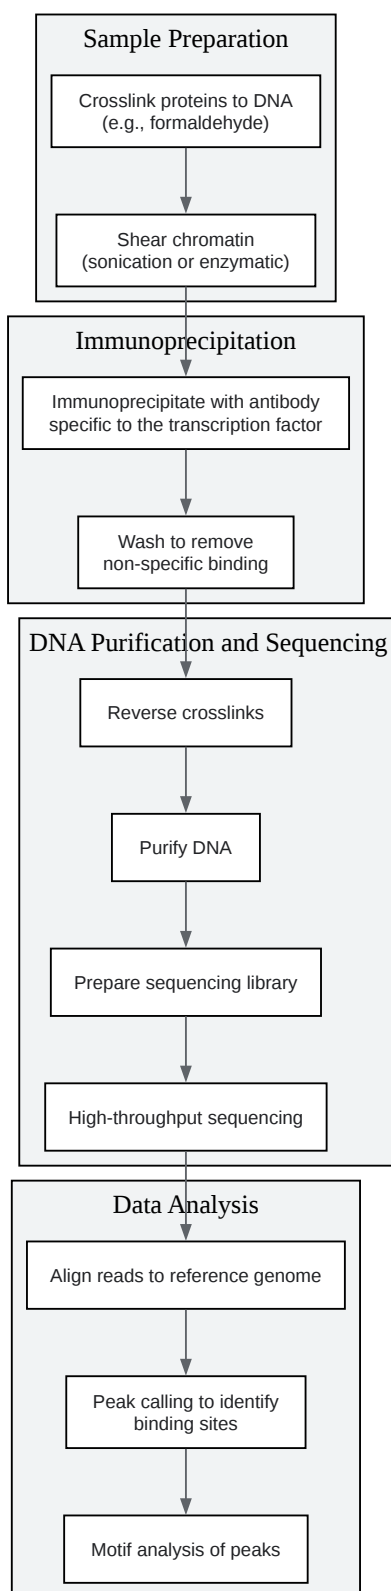 Sample Preparation
Crosslink proteins to DNA
(e.g., formaldehyde)
Shear chromatin
(sonication or enzymatic)
Immunoprecipitation
Immunoprecipitate with antibody
specific to the transcription factor
Wash to remove
non-specific binding
DNA Purification and Sequencing
Reverse crosslinks
Purify DNA
Prepare sequencing library
High-throughput sequencing
Data Analysis
Align reads to reference genome
Peak calling to identify
binding sites
Motif analysis of peaks